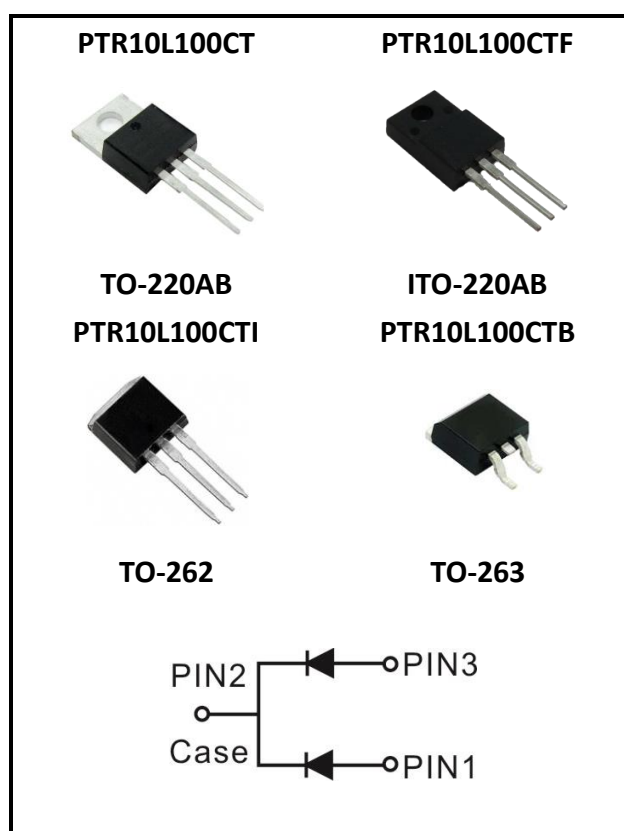 PTR10L100CT PTR10L100CTF
TO-220AB ITO-220AB
PTR10L100CTI PTR10L100CTB
TO-262 TO-263
PIN2 PIN3
Case PIN1